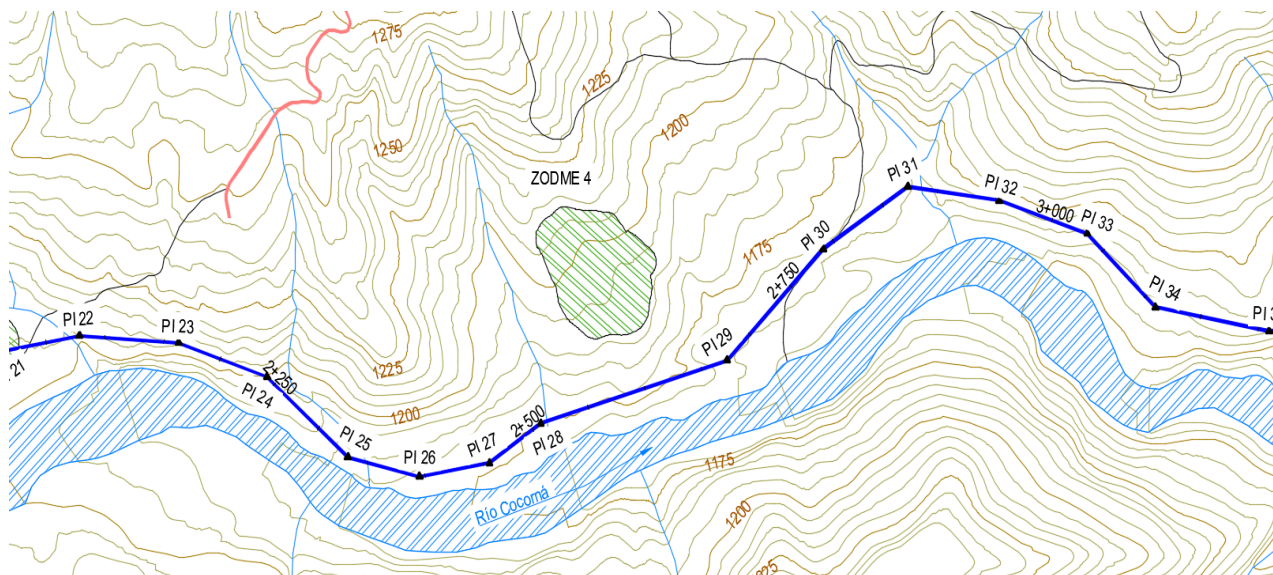 1275
1225
1250
1200
ZODME 4
PI 31
PI 32
3+000
PI 33
PI 30
1175
2+750
PI 34
PI 22
PI 23
21
PI 29
2+250
PI 24
1225
1200
2+500
PI 25
PI 26
PI 27
PI 28
1175
Río Cocorná
1200